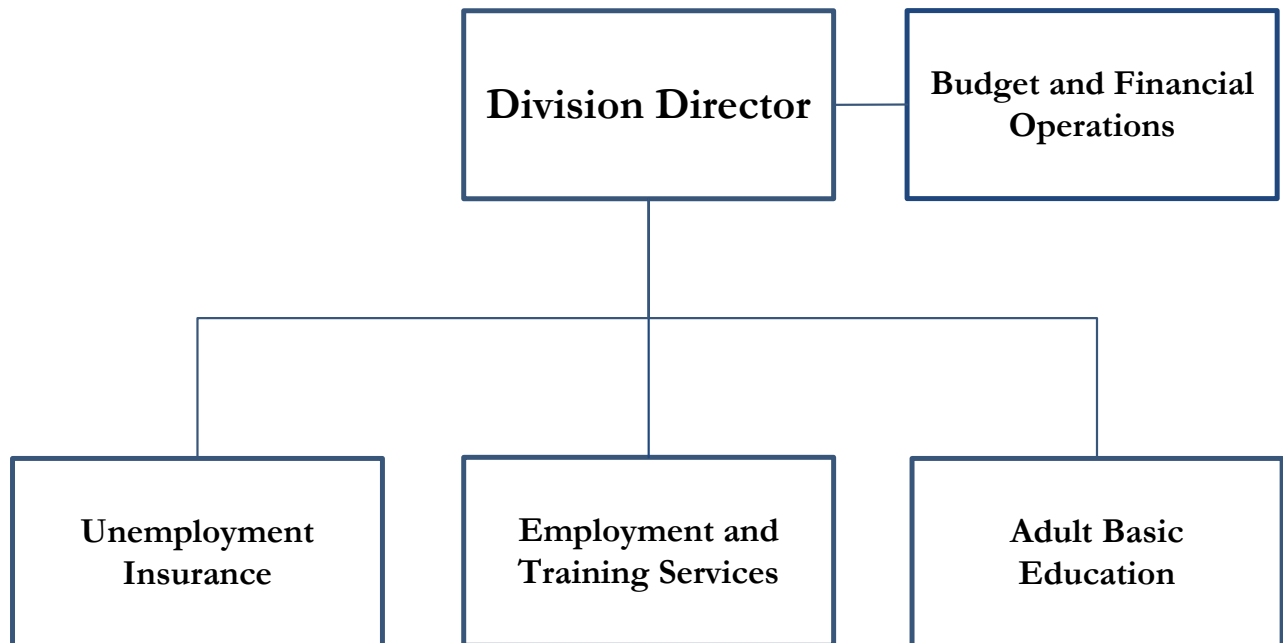 Division Director
Budget and Financial
Operations
Unemployment
Insurance
Employment and
Training Services
Adult Basic
Education